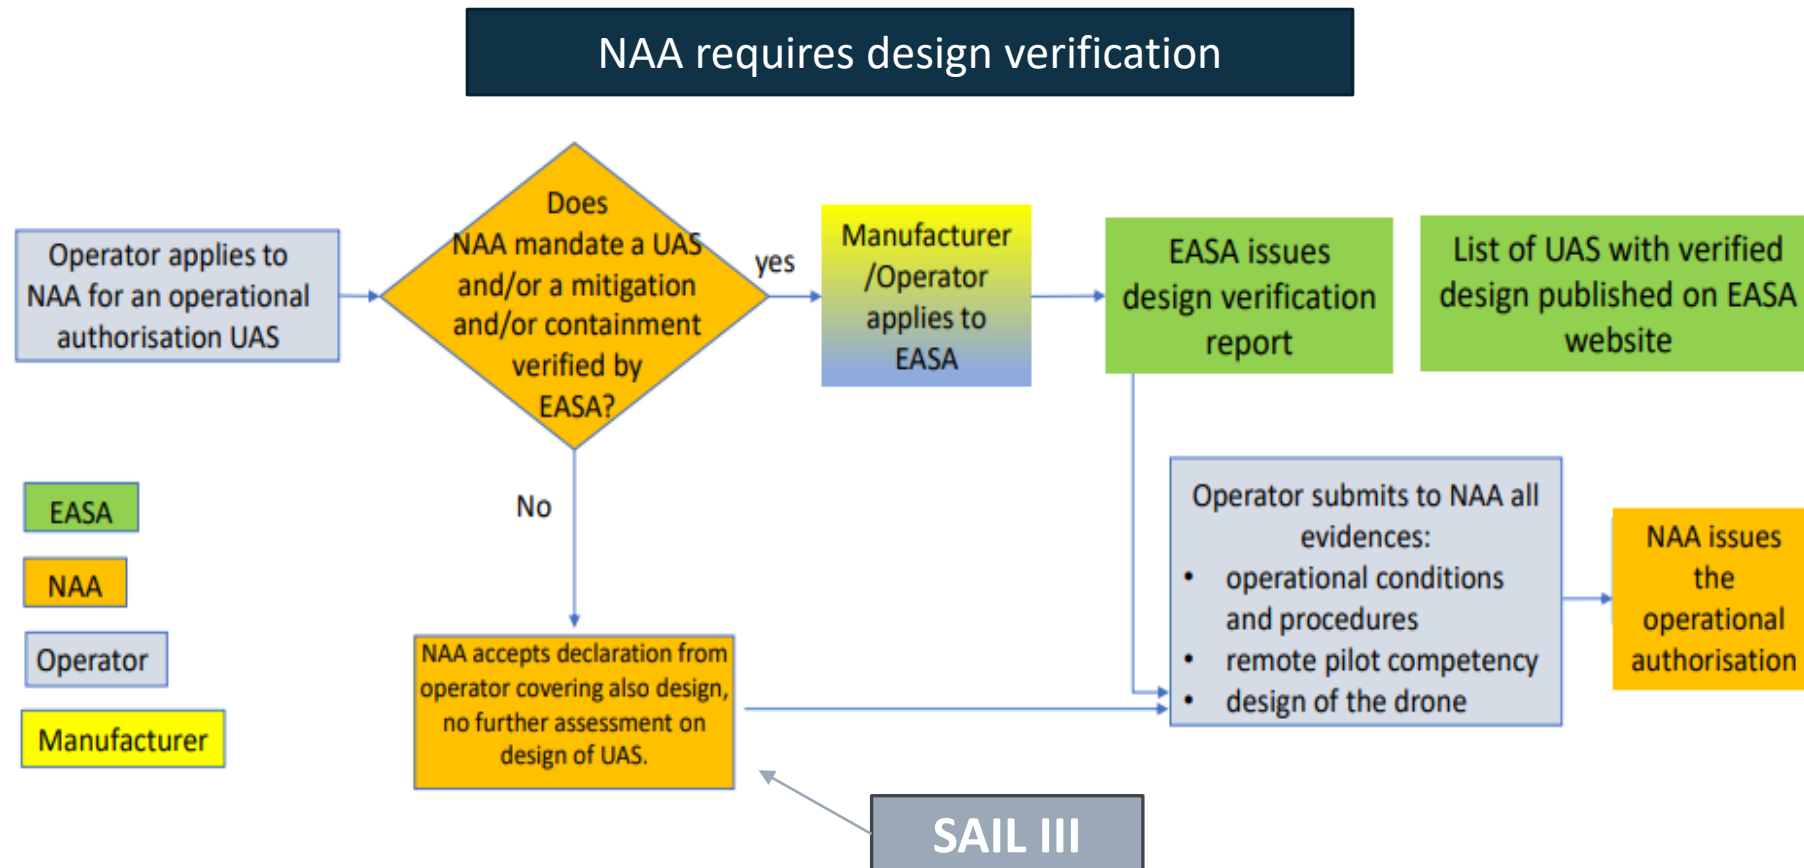 NAA requires design verification
Operator applies to
NAA for an operational
authorisation UAS
Does
NAA mandate a UAS
and/or a mitigation
and/or containment
verified by
EASA?
yes
Manufacturer
/Operator
applies to
EASA
EASA issues
design verification
report
List of UAS with verified
design published on EASA
website
No
EASA
NAA
Operator
Manufacturer
NAA accepts declaration from
operator covering also design,
no further assessment on
design of UAS.
Operator submits to NAA all
evidences:
• operational conditions
and procedures
• remote pilot competency
• design of the drone
NAA issues
the
operational
authorisation
SAIL III